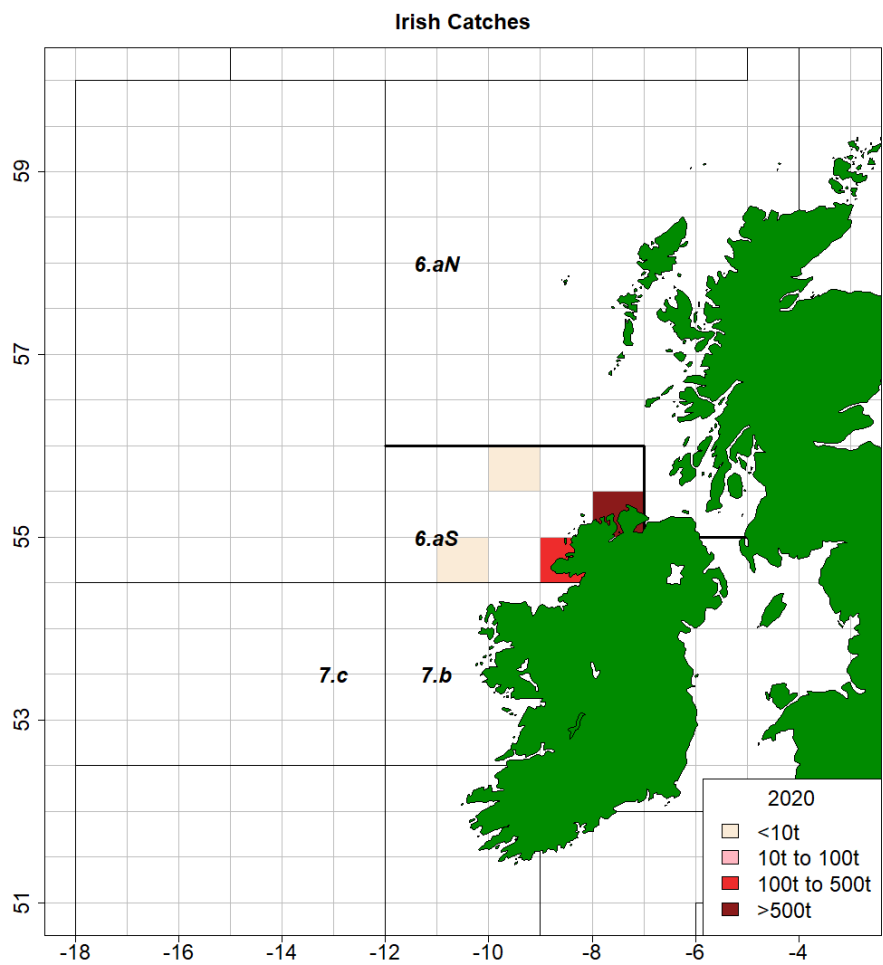 Irish Catches
59
57
55
53
51
6.aN
6.aS
7.c
7.b
2020
<10t
10t to 100t
100t to 500t
>500t
-18
-16
-14
-12
-10
-8
-6
-4